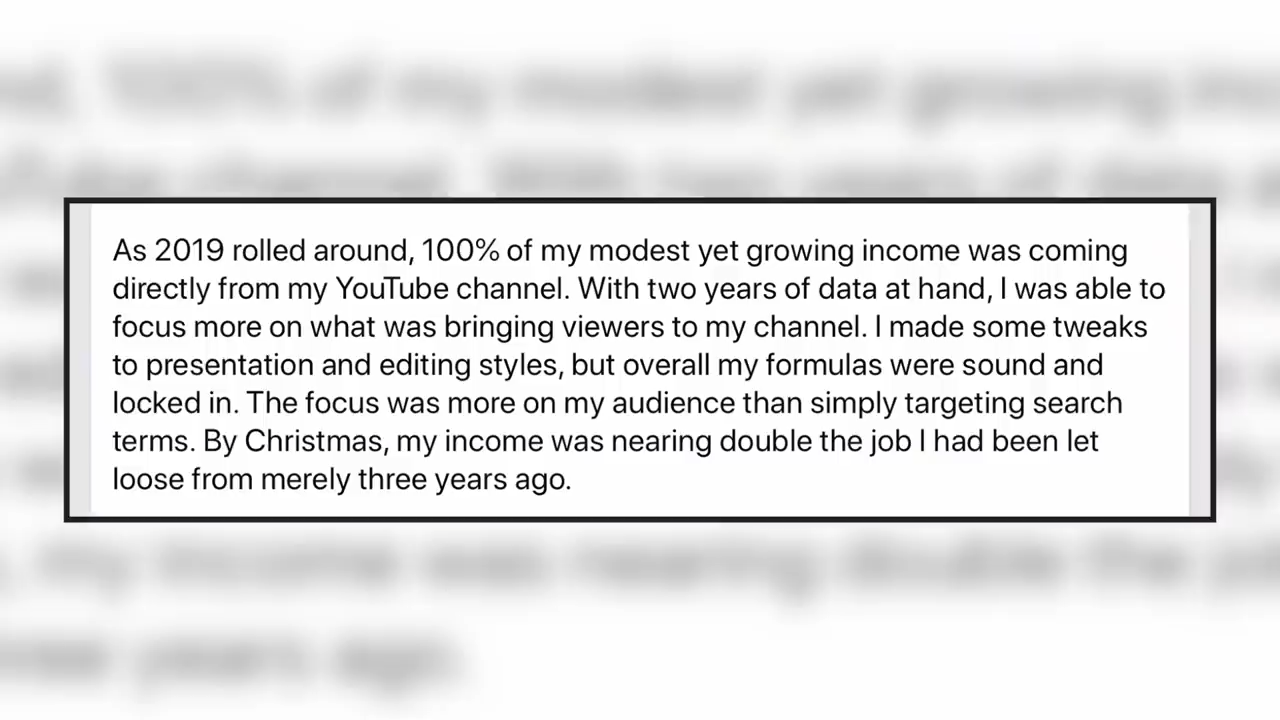 As 2019 rolled around, 100% of my modest yet growing income was coming
directly from my YouTube channel. With two years of data at hand, I was able to
focus more on what was bringing viewers to my channel. I made some tweaks
to presentation and editing styles, but overall my formulas were sound and
locked in. The focus was more on my audience than simply targeting search
terms. By Christmas, my income was nearing double the job I had been let
loose from merely three years ago.